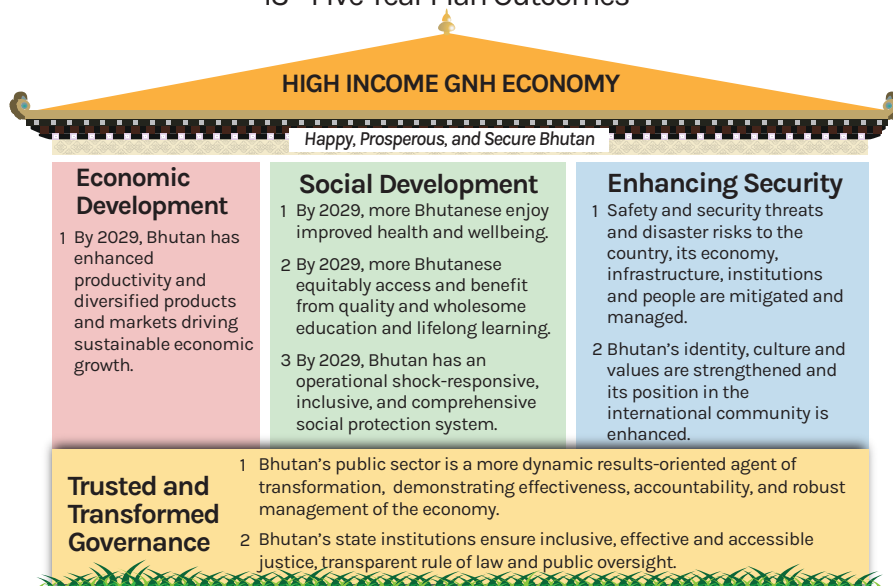 13 Five Year Plan Outcomes
HIGH INCOME GNH ECONOMY
Happy, Prosperous, and Secure Bhutan
Economic
Development
1 By 2029, Bhutan has
enhanced
productivity and
diversified products
and markets driving
sustainable economic
growth.
Social Development
1 By 2029, more Bhutanese enjoy
improved health and wellbeing.
2 By 2029, more Bhutanese
equitably access and benefit
from quality and wholesome
education and lifelong learning.
3 By 2029, Bhutan has an
operational shock-responsive,
inclusive, and comprehensive
social protection system.
Enhancing Security
1 Safety and security threats
and disaster risks to the
country, its economy,
infrastructure, institutions
and people are mitigated and
managed.
2 Bhutan’s identity, culture and
values are strengthened and
its position in the
international community is
enhanced.
Trusted and
Transformed
Governance
1 Bhutan’s public sector is a more dynamic results-oriented agent of
transformation, demonstrating effectiveness, accountability, and robust
management of the economy.
2 Bhutan’s state institutions ensure inclusive, effective and accessible
justice, transparent rule of law and public oversight.